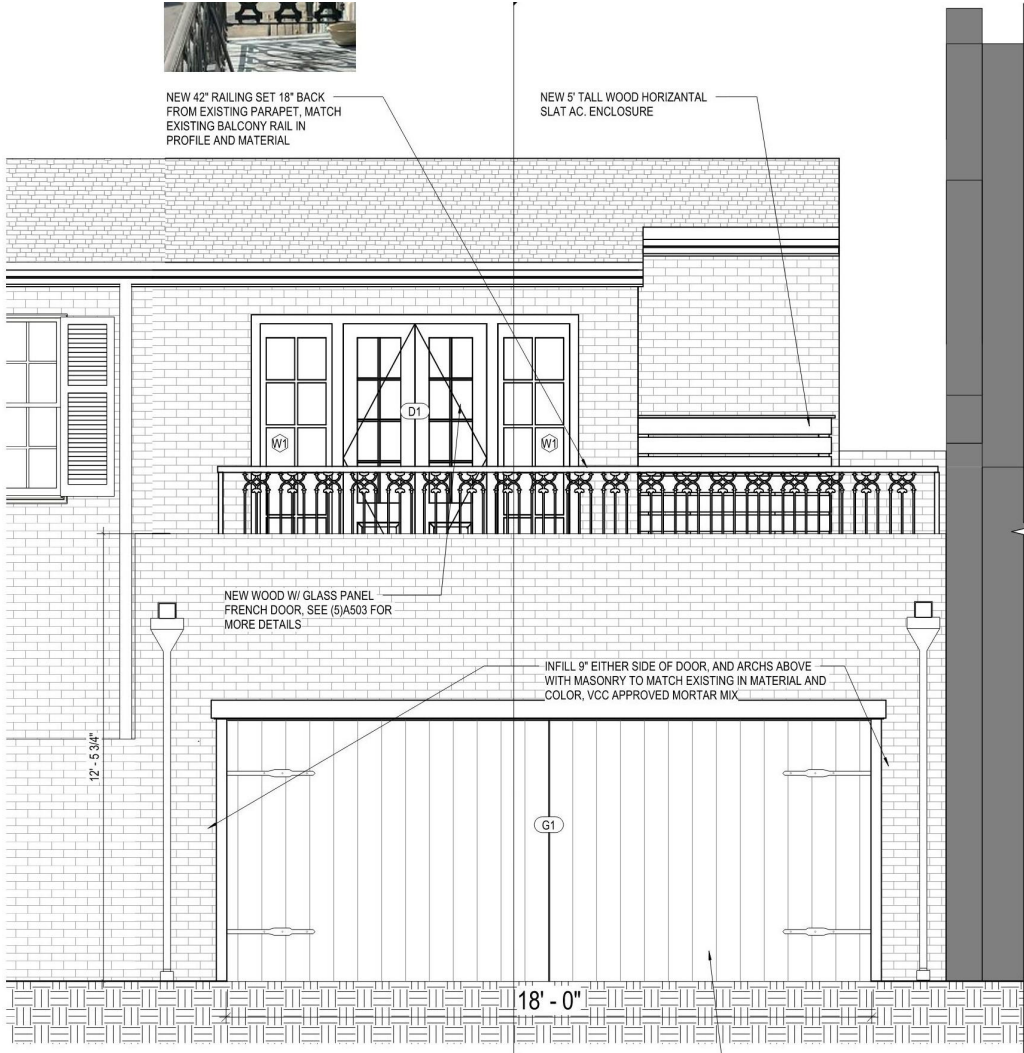 NEW 42" RAILING SET 18" BACK
FROM EXISTING PARAPET, MATCH
EXISTING BALCONY RAIL IN
PROFILE AND MATERIAL
NEW 5' TALL WOOD HORIZANTAL
SLAT AC. ENCLOSURE
D1
W1
W1
NEW WOOD W/ GLASS PANEL
FRENCH DOOR, SEE (5)A503 FOR
MORE DETAILS
INFILL 9" EITHER SIDE OF DOOR, AND ARCHS ABOVE
WITH MASONRY TO MATCH EXISTING IN MATERIAL AND
COLOR, VCC APPROVED MORTAR MIX
12' - 5 3/4"
G1
18' - 0"